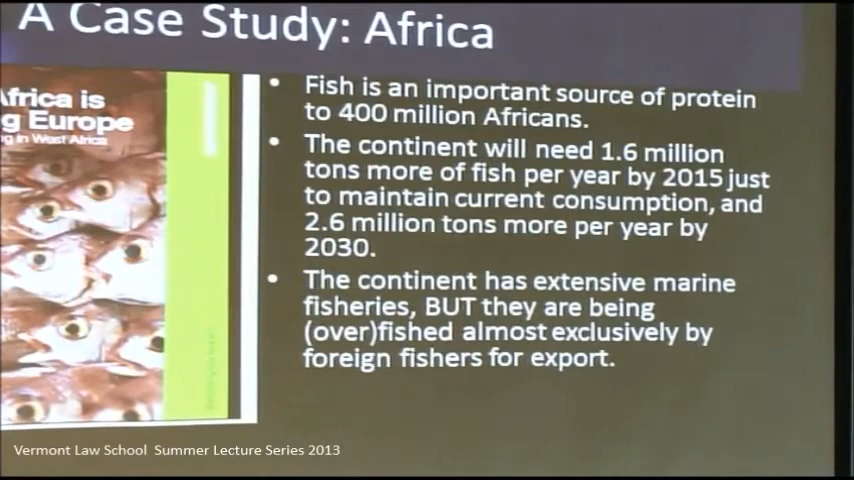 A Case Study: Africa
frica is
g Europe
ng in West Africa
• Fish is an important source of protein
to 400 million Africans.
• The continent will need 1.6 million
tons more of fish per year by 2015 just
to maintain current consumption, and
2.6 million tons more per year by
2030.
• The continent has extensive marine
fisheries, BUT they are being
(over)fished almost exclusively by
foreign fishers for export.
Vermont Law School Summer Lecture Series 2013